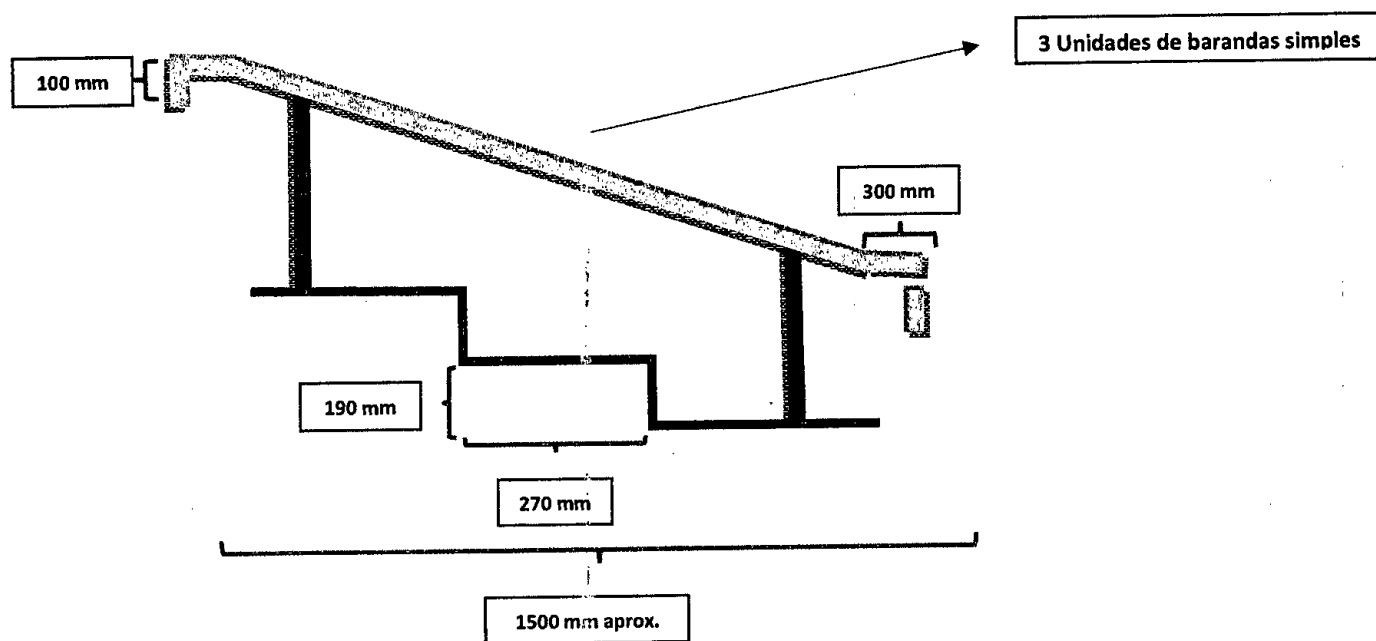 3 Unidades de barandas simples
100 mm
300 mm
190 mm
270 mm
1500 mm aprox.